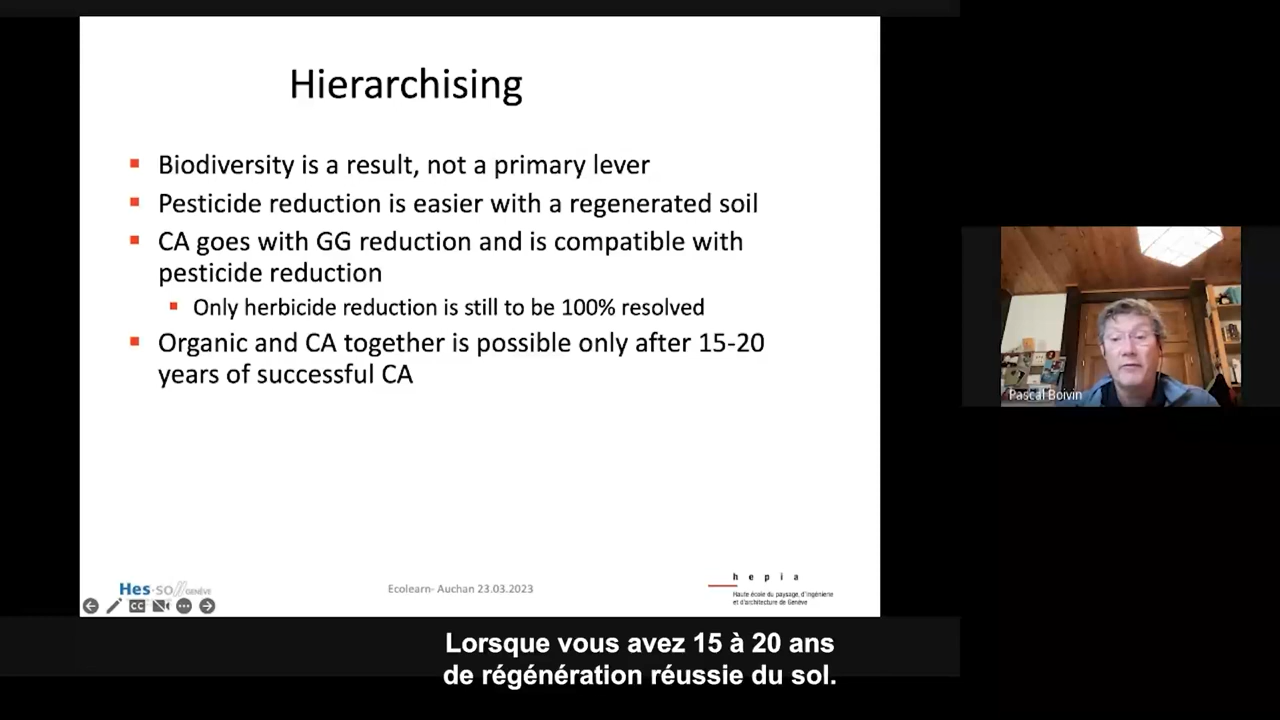 Hierarchising
Biodiversity is a result, not a primary lever
Pesticide reduction is easier with a regenerated soil
CA goes with GG reduction and is compatible with
pesticide reduction
Only herbicide reduction is still to be 100% resolved
Organic and CA together is possible only after 15-20
years of successful CA
Pascal Boivin
Hes·so GENÈVE
Ecolearn- Auchan 23.03.2023
h e p i a
Haute école du paysage, d'ingénierie
et d'architecture de Genève
CC
Lorsque vous avez 15 à 20 ans
de régénération réussie du sol.